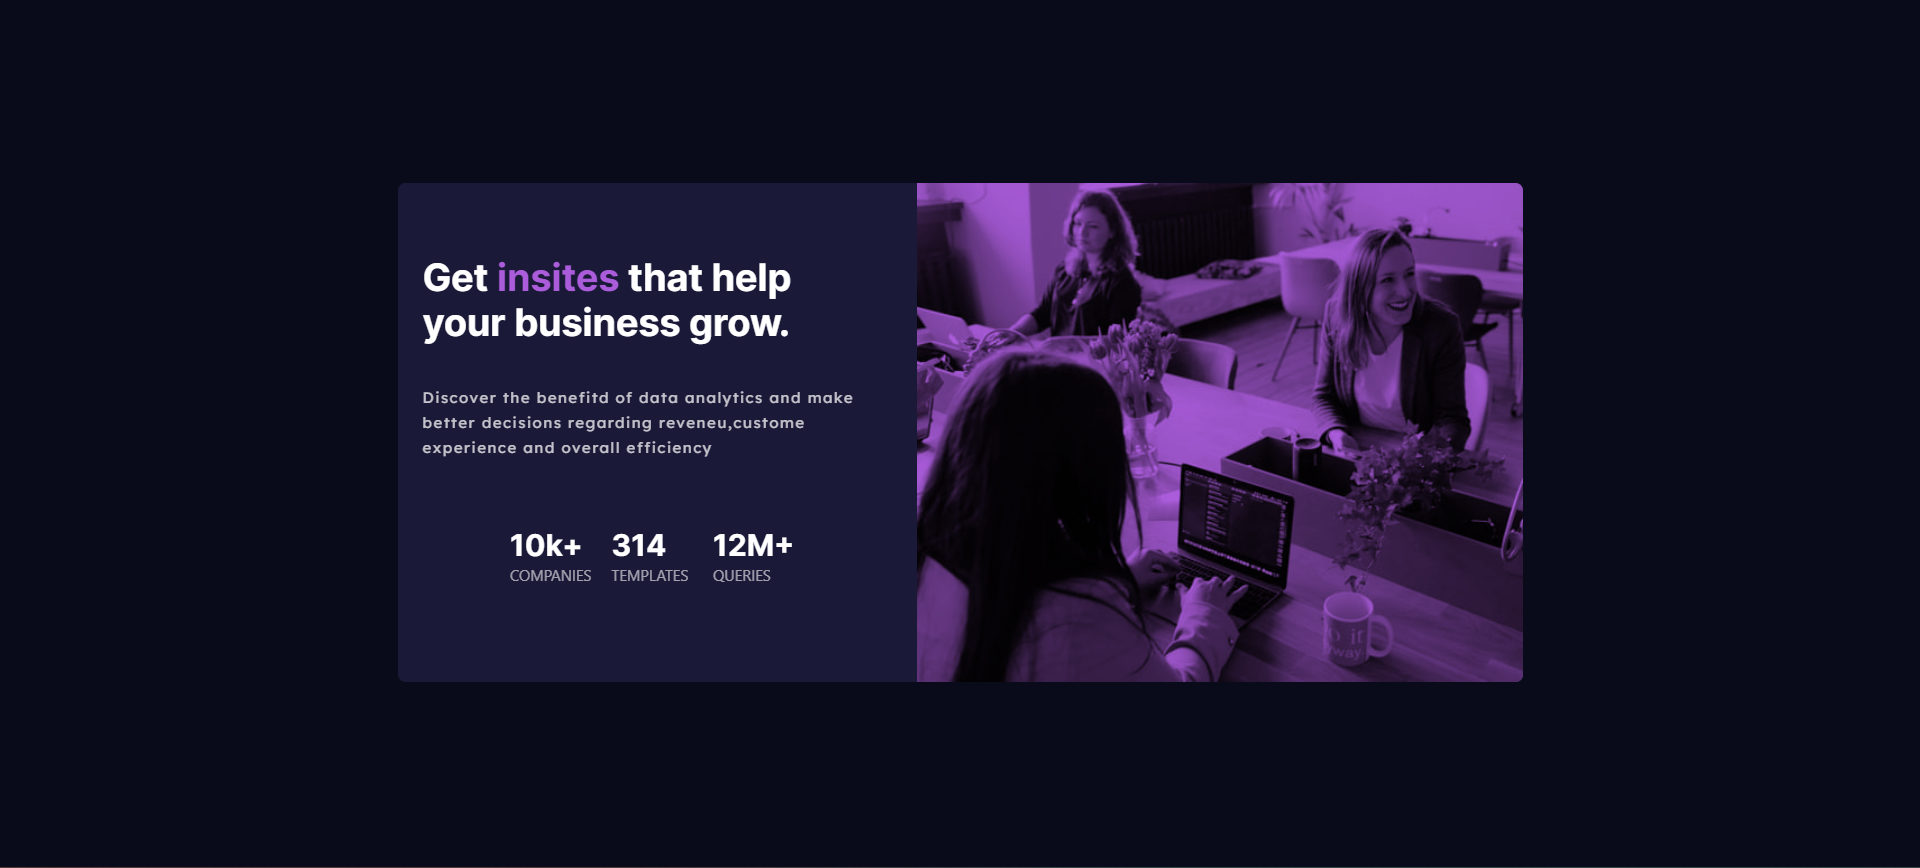 Get insites that help
your business grow.
Discover the benefitd of data analytics and make
better decisions regarding reveneu,custome
experience and overall efficiency
10k+ 314 12M+
COMPANIES TEMPLATES QUERIES